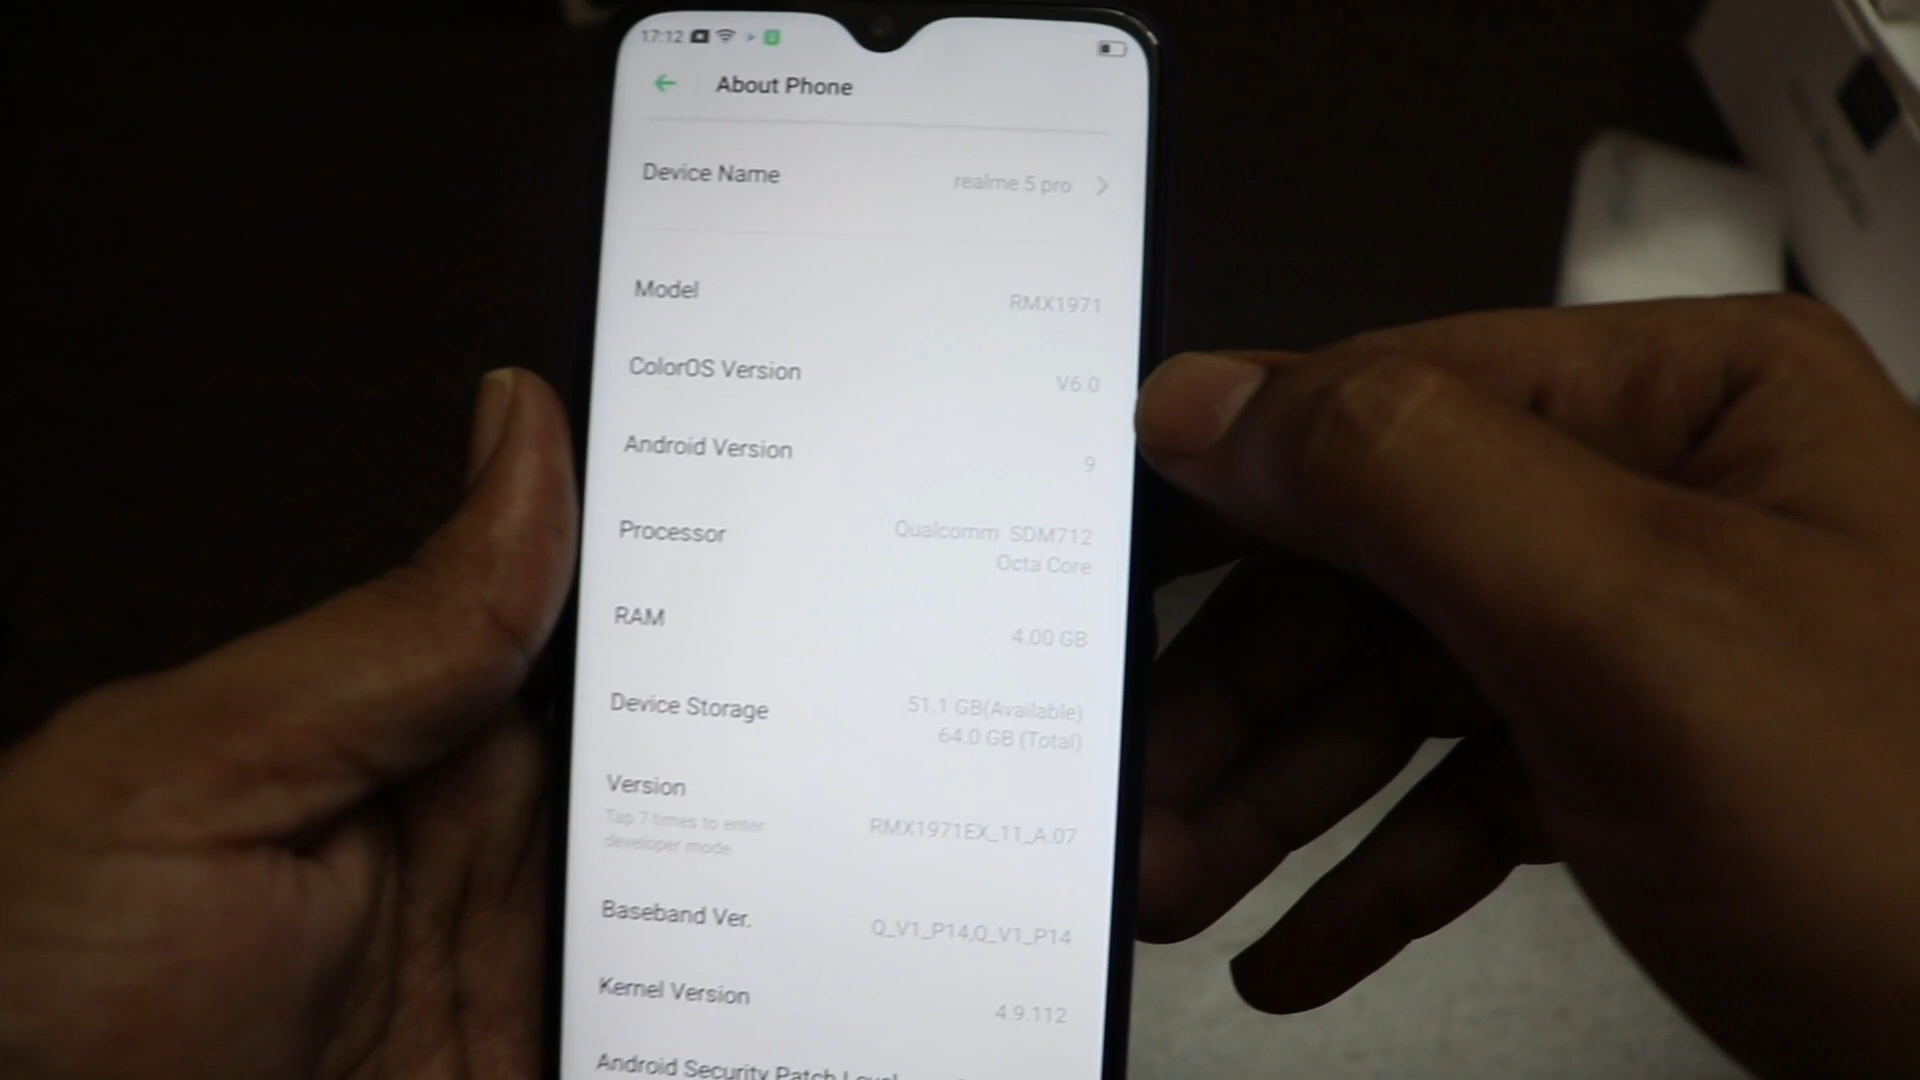 17:12
About Phone
Device Name
realme 5 pro
Model
RMX1971
ColorOS Version
V6.0
Android Version
9
Processor
Qualcomm SDM712
Octa Core
RAM
4.00 GB
Device Storage
51.1 GB(Available)
64.0 GB (Total)
Version
Tap 7 times to enter
developer mode
RMX1971EX_11_A.07
Baseband Ver.
Q_V1_P14,Q_V1_P14
Kernel Version
4.9.112
Android Security Patch Level